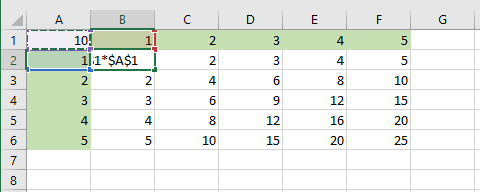 A B C D E F G
1 10 1 2 3 4 5
2 1 1*$A$1 2 3 4 5
3 2 2 4 6 8 10
4 3 3 6 9 12 15
5 4 4 8 12 16 20
6 5 5 10 15 20 25
7
8